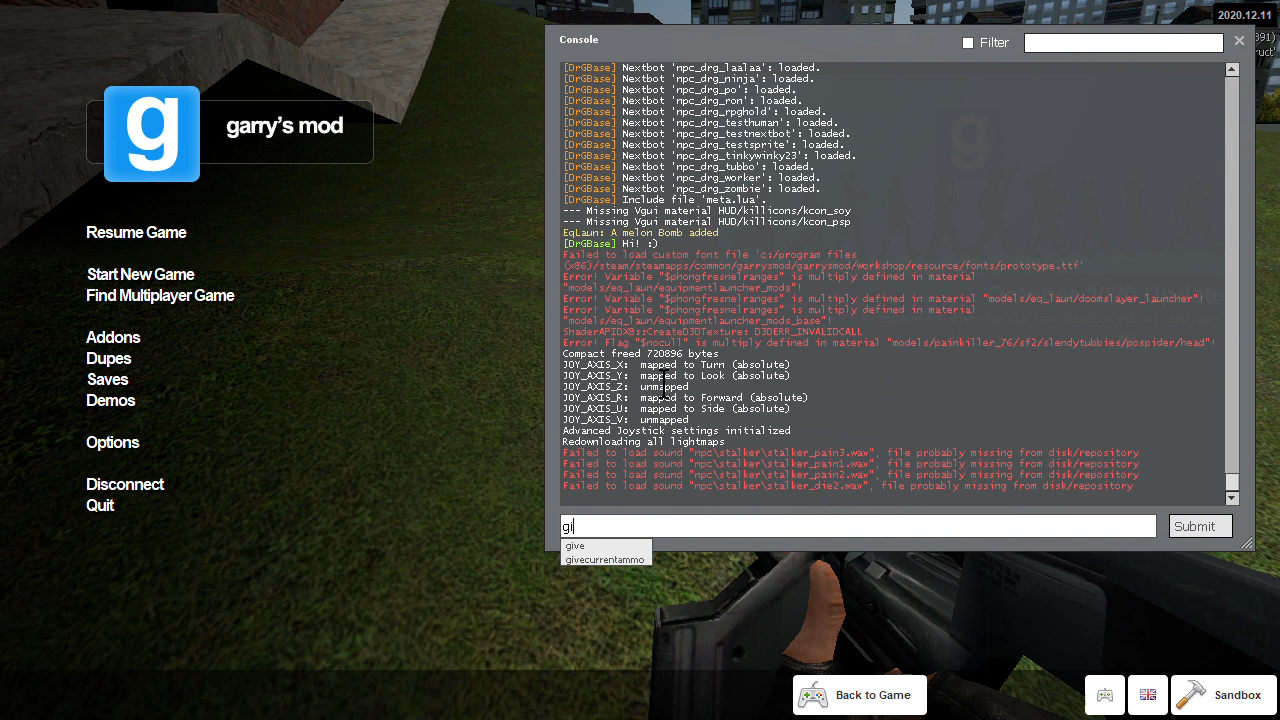 2020.12.11
Console
Filter
391)
ruct'
g
garry's mod
Resume Game
Start New Game
Find Multiplayer Game
Addons
Dupes
Saves
Demos
Options
Disconnect
Quit
[DrGBase] Nextbot 'npc_drg_laalaa': loaded.
[DrGBase] Nextbot 'npc_drg_ninja': loaded.
[DrGBase] Nextbot 'npc_drg_po': loaded.
[DrGBase] Nextbot 'npc_drg_ron': loaded.
[DrGBase] Nextbot 'npc_drg_rpghold': loaded.
[DrGBase] Nextbot 'npc_drg_testhuman': loaded.
[DrGBase] Nextbot 'npc_drg_testnextbot': loaded.
[DrGBase] Nextbot 'npc_drg_testsprite': loaded.
[DrGBase] Nextbot 'npc_drg_tinkywinky23': loaded.
[DrGBase] Nextbot 'npc_drg_tubbo': loaded.
[DrGBase] Nextbot 'npc_drg_worker': loaded.
[DrGBase] Nextbot 'npc_drg_zombie': loaded.
[DrGBase] Include file 'meta.lua'.
--- Missing Vgui material HUD/killicons/kcon_soy
--- Missing Vgui material HUD/killicons/kcon_psp
EqLaun: A melon Bomb added
[DrGBase] Hi! :)
Failed to load custom font file 'c:/program files
(x86)/steam/steamapps/common/garrysmod/garrysmod/workshop/resource/fonts/prototype.ttf'
Error! Variable "$phongfresnelranges" is multiply defined in material
"models/eq_laun/equipmentlauncher_mods"!
Error! Variable "$phongfresnelranges" is multiply defined in material "models/eq_laun/doomslayer_launcher"!
Error! Variable "$phongfresnelranges" is multiply defined in material
"models/eq_laun/equipmentlauncher_mods_base"!
ShaderAPIDX8::CreateD3DTexture: D3DERR_INVALIDCALL
Error! Flag "$nocull" is multiply defined in material "models/painkiller_76/sf2/slendytubbies/pospider/head"!
Compact freed 720896 bytes
JOY_AXIS_X: mapped to Turn (absolute)
JOY_AXIS_Y: mapped to Look (absolute)
JOY_AXIS_Z: unmapped
JOY_AXIS_R: mapped to Forward (absolute)
JOY_AXIS_U: mapped to Side (absolute)
JOY_AXIS_V: unmapped
Advanced Joystick settings initialized
Redownloading all lightmaps
Failed to load sound "npc\stalker\stalker_pain3.wav", file probably missing from disk/repository
Failed to load sound "npc\stalker\stalker_pain1.wav", file probably missing from disk/repository
Failed to load sound "npc\stalker\stalker_pain2.wav", file probably missing from disk/repository
Failed to load sound "npc\stalker\stalker_die2.wav", file probably missing from disk/repository
gi
Submit
give
givecurrentammo
Back to Game
Sandbox